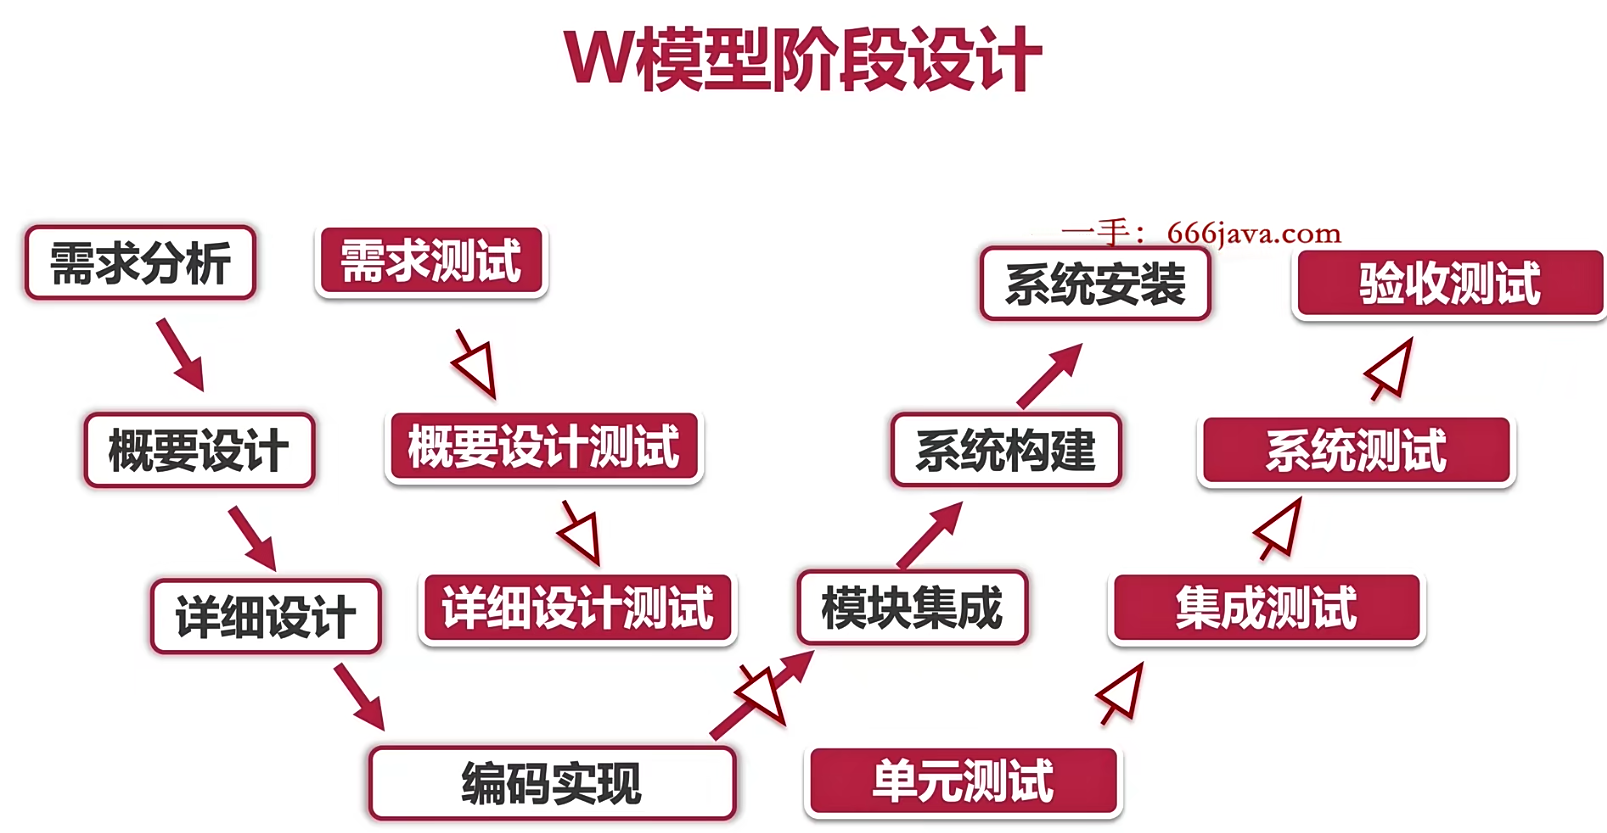 W模型阶段设计
一手：666java.com
需求分析
需求测试
系统安装
验收测试
概要设计
概要设计测试
系统构建
系统测试
详细设计
详细设计测试
模块集成
集成测试
编码实现
单元测试